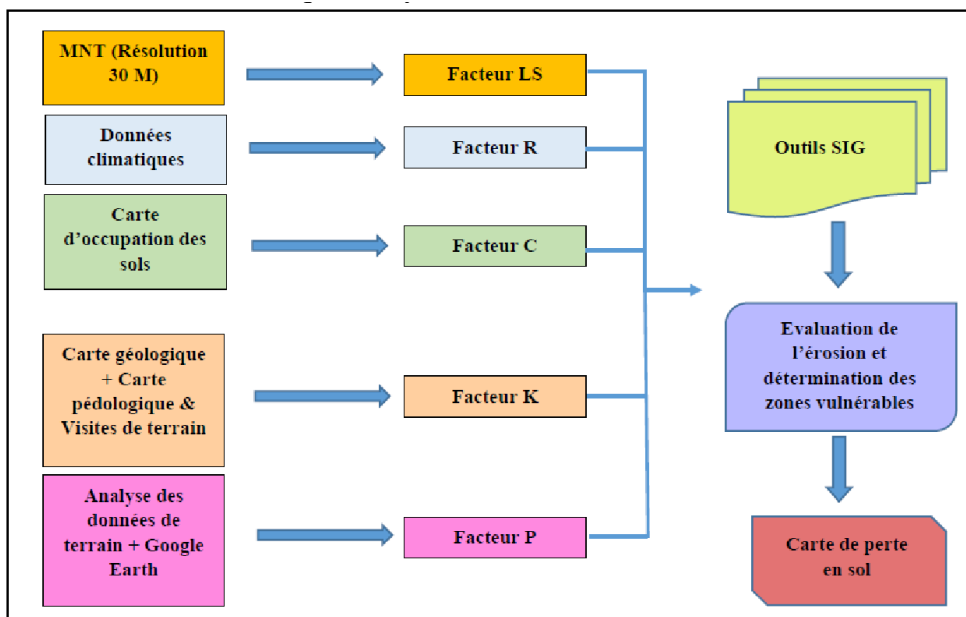 MNT (Résolution
30 M)
Facteur LS
Données
climatiques
Facteur R
Carte
d'occupation des
sols
Facteur C
Carte géologique
+ Carte
pédologique &
Visites de terrain
Facteur K
Analyse des
données de
terrain + Google
Earth
Facteur P
Outils SIG
Evaluation de
l'érosion et
détermination des
zones vulnérables
Carte de perte
en sol